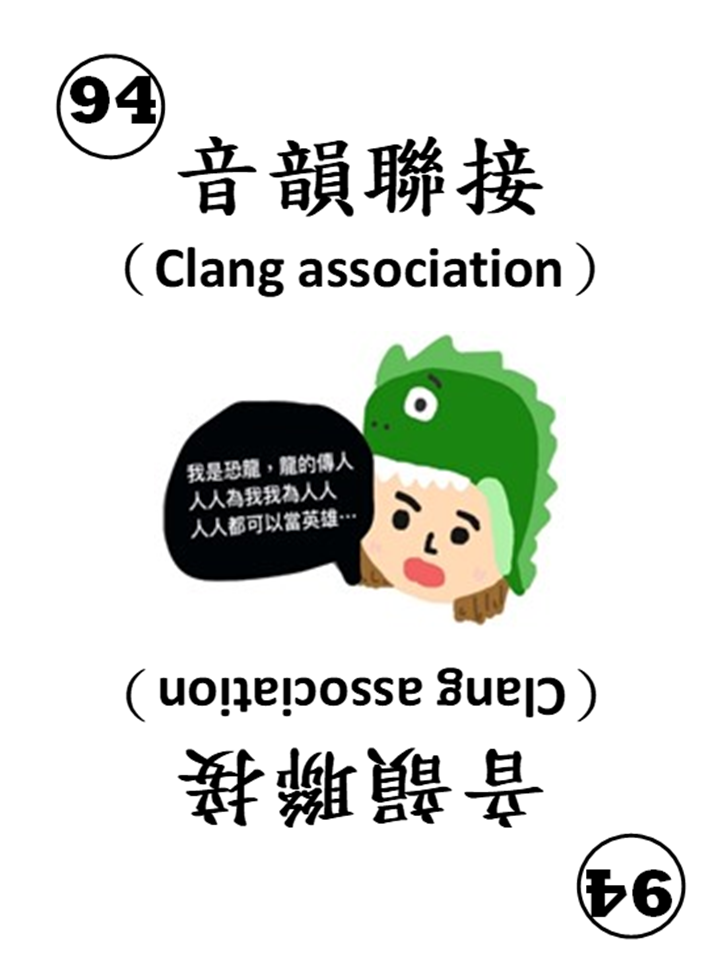 94
音韻聯接
（Clang association）
我是恐龍，龍的傳人
人人為我我為人人
人人都可以當英雄…
（Clang association）
音韻聯接
94